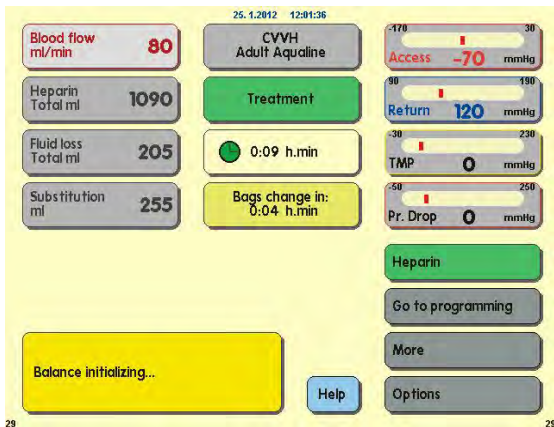 25. 1.2012 12:01:36
Blood flow
ml/min 80
CVVH
Adult Aqualine
-170 30
Access -70 mmHg
Heparin
Total ml 1090
Treatment
90 190
Return 120 mmHg
Fluid loss
Total ml 205
0:09 h.min
-30 230
TMP 0 mmHg
Substitution
ml 255
Bags change in:
0:04 h.min
-50 250
Pr. Drop 0 mmHg
Heparin
Go to programming
More
Balance initializing...
Help
Options
29 29